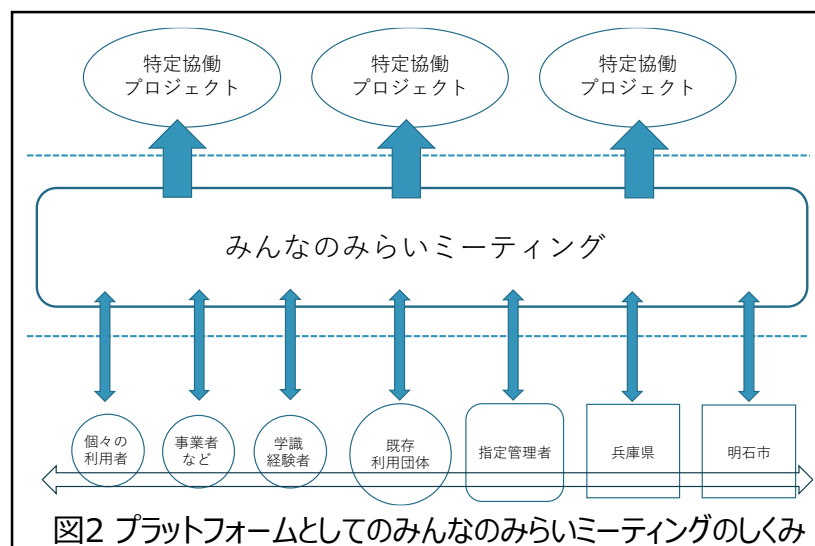 特定協働
プロジェクト
特定協働
プロジェクト
特定協働
プロジェクト
みんなのみらいミーティング
個々の
利用者
事業者
など
学識
経験者
既存
利用団体
指定管理者
兵庫県
明石市
図2 プラットフォームとしてのみんなのみらいミーティングのしくみ